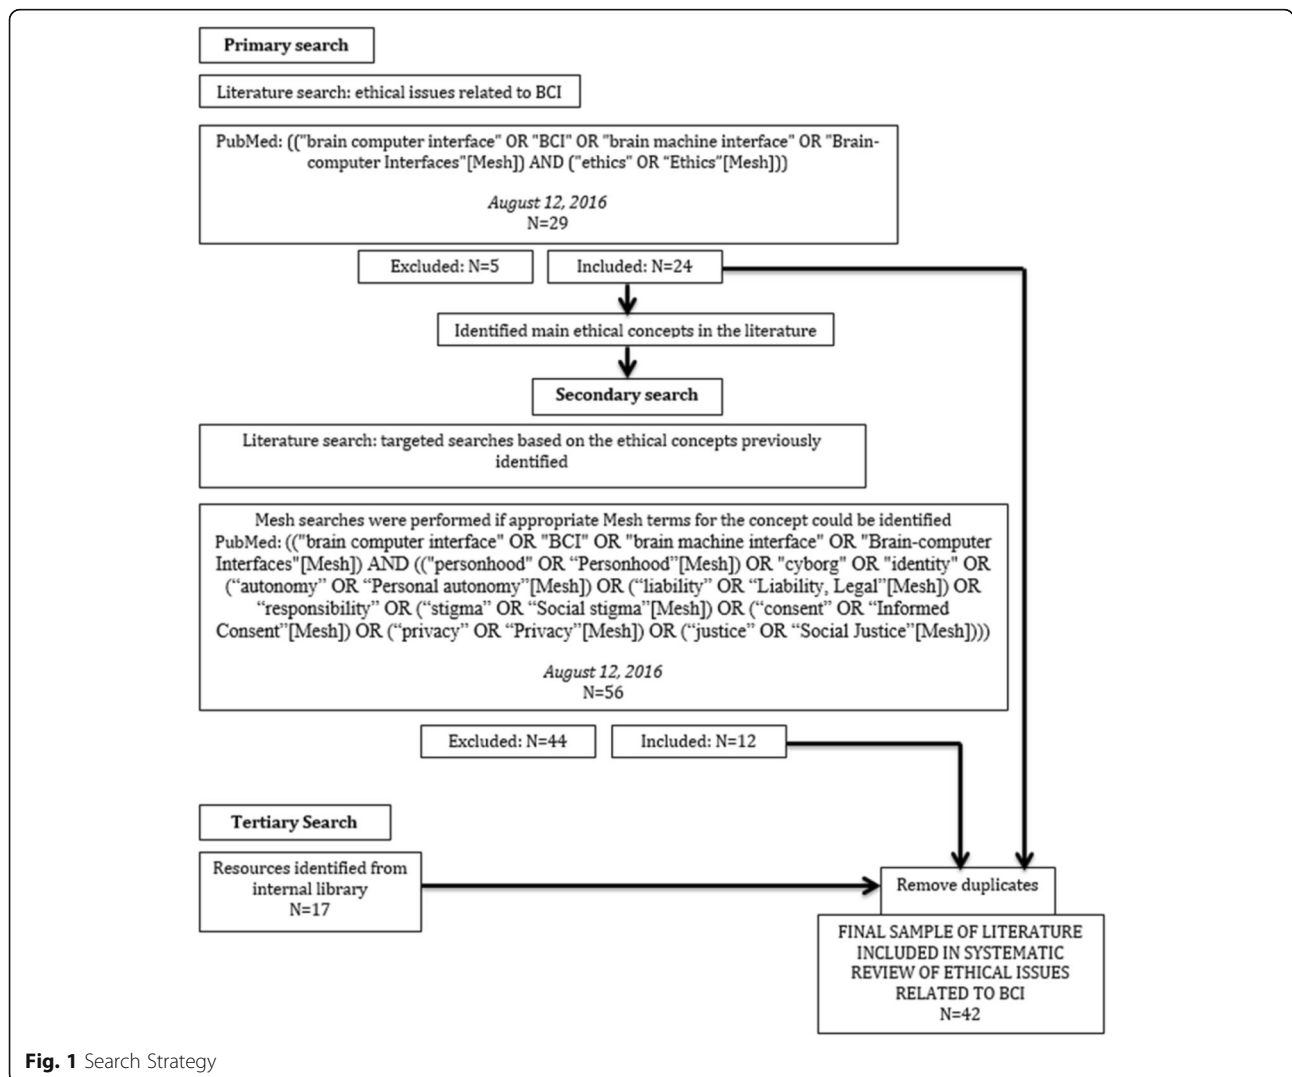 Primary search
Literature search: ethical issues related to BCI
PubMed: (("brain computer interface" OR "BCI" OR "brain machine interface" OR "Brain-
computer Interfaces"[Mesh]) AND ("ethics" OR “Ethics"[Mesh]))
August 12, 2016
N=29
Excluded: N=5
Included: N=24
Identified main ethical concepts in the literature
Secondary search
Literature search: targeted searches based on the ethical concepts previously
identified
Mesh searches were performed if appropriate Mesh terms for the concept could be identified
PubMed: (("brain computer interface" OR "BCI" OR "brain machine interface" OR "Brain-computer
Interfaces"[Mesh]) AND (("personhood" OR “Personhood”[Mesh]) OR "cyborg" OR "identity" OR
(“autonomy” OR “Personal autonomy”[Mesh]) OR (“liability” OR “Liability, Legal”[Mesh]) OR
“responsibility” OR (“stigma” OR “Social stigma”[Mesh]) OR (“consent” OR “Informed
Consent”[Mesh]) OR (“privacy” OR “Privacy”[Mesh]) OR (“justice” OR “Social Justice”[Mesh])))
August 12, 2016
N=56
Excluded: N=44
Included: N=12
Tertiary Search
Resources identified from
internal library
N=17
Remove duplicates
FINAL SAMPLE OF LITERATURE
INCLUDED IN SYSTEMATIC
REVIEW OF ETHICAL ISSUES
RELATED TO BCI
N=42
Fig. 1 Search Strategy